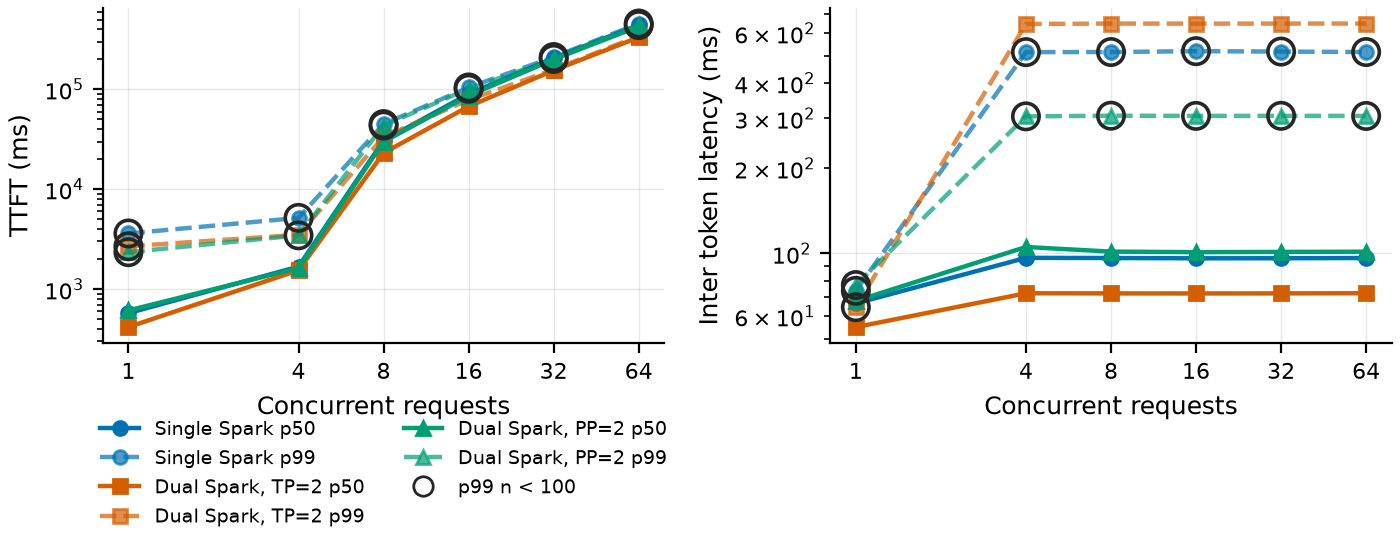 TTFT (ms)
10^5
10^4
10^3
1 4 8 16 32 64
Concurrent requests
Inter token latency (ms)
6 × 10^2
4 × 10^2
3 × 10^2
2 × 10^2
10^2
6 × 10^1
1 4 8 16 32 64
Concurrent requests
Single Spark p50
Single Spark p99
Dual Spark, TP=2 p50
Dual Spark, TP=2 p99
Dual Spark, PP=2 p50
Dual Spark, PP=2 p99
p99 n < 100